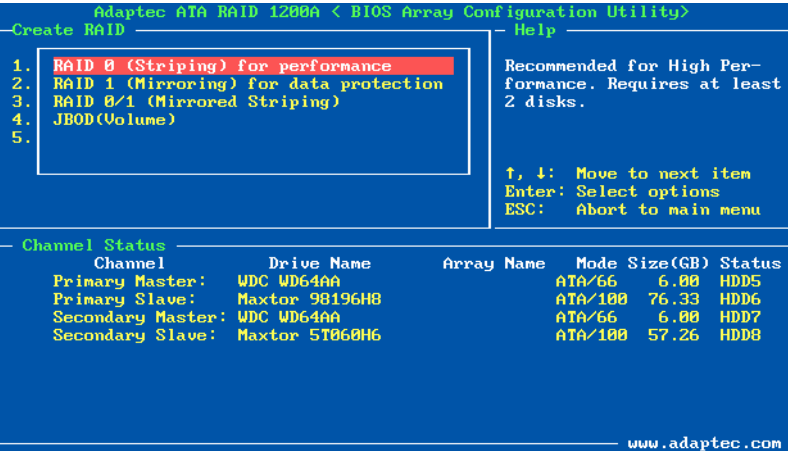 Adaptec ATA RAID 1200A < BIOS Array Configuration Utility>
Create RAID
1. RAID 0 (Striping) for performance
2. RAID 1 (Mirroring) for data protection
3. RAID 0/1 (Mirrored Striping)
4. JBOD(Volume)
5.
Help
Recommended for High Per-
formance. Requires at least
2 disks.
↑, ↓: Move to next item
Enter: Select options
ESC: Abort to main menu
Channel Status
Channel Drive Name Array Name Mode Size(GB) Status
Primary Master: WDC WD64AA ATA/66 6.00 HDD5
Primary Slave: Maxtor 98196H8 ATA/100 76.33 HDD6
Secondary Master: WDC WD64AA ATA/66 6.00 HDD7
Secondary Slave: Maxtor 5T060H6 ATA/100 57.26 HDD8
www.adaptec.com